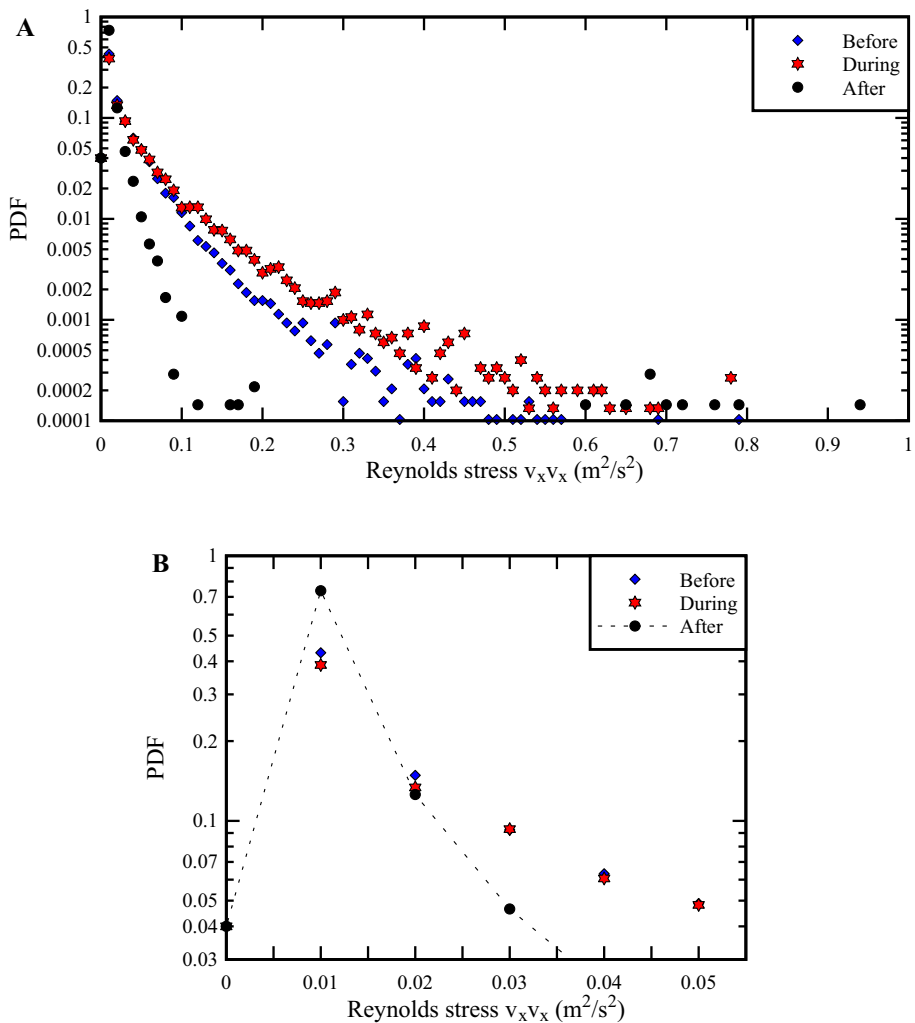 A
PDF
1
0.5
0.2
0.1
0.05
0.02
0.01
0.005
0.002
0.001
0.0005
0.0002
0.0001
Before
During
After
0 0.1 0.2 0.3 0.4 0.5 0.6 0.7 0.8 0.9 1
Reynolds stress vₓvₓ (m²/s²)
B
PDF
1
0.7
0.5
0.4
0.3
0.2
0.1
0.07
0.05
0.04
0.03
Before
During
After
0 0.01 0.02 0.03 0.04 0.05
Reynolds stress vₓvₓ (m²/s²)